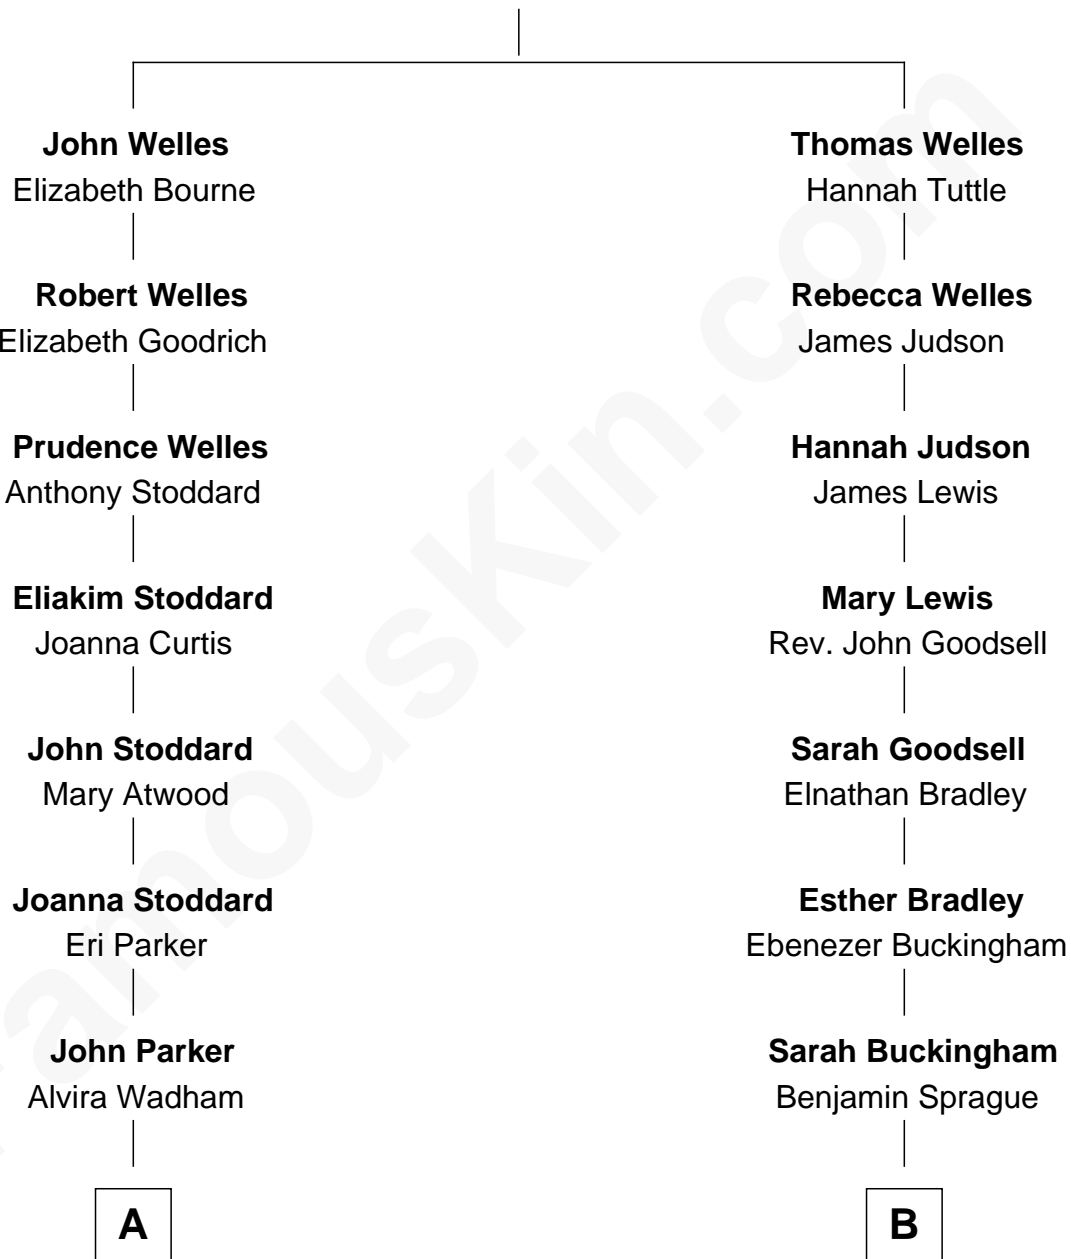 John Welles
Elizabeth Bourne
Robert Welles
Elizabeth Goodrich
Prudence Welles
Anthony Stoddard
Eliakim Stoddard
Joanna Curtis
John Stoddard
Mary Atwood
Joanna Stoddard
Eri Parker
John Parker
Alvira Wadham
A
Thomas Welles
Hannah Tuttle
Rebecca Welles
James Judson
Hannah Judson
James Lewis
Mary Lewis
Rev. John Goodsell
Sarah Goodsell
Elnathan Bradley
Esther Bradley
Ebenezer Buckingham
Sarah Buckingham
Benjamin Sprague
B
FamousKin.com